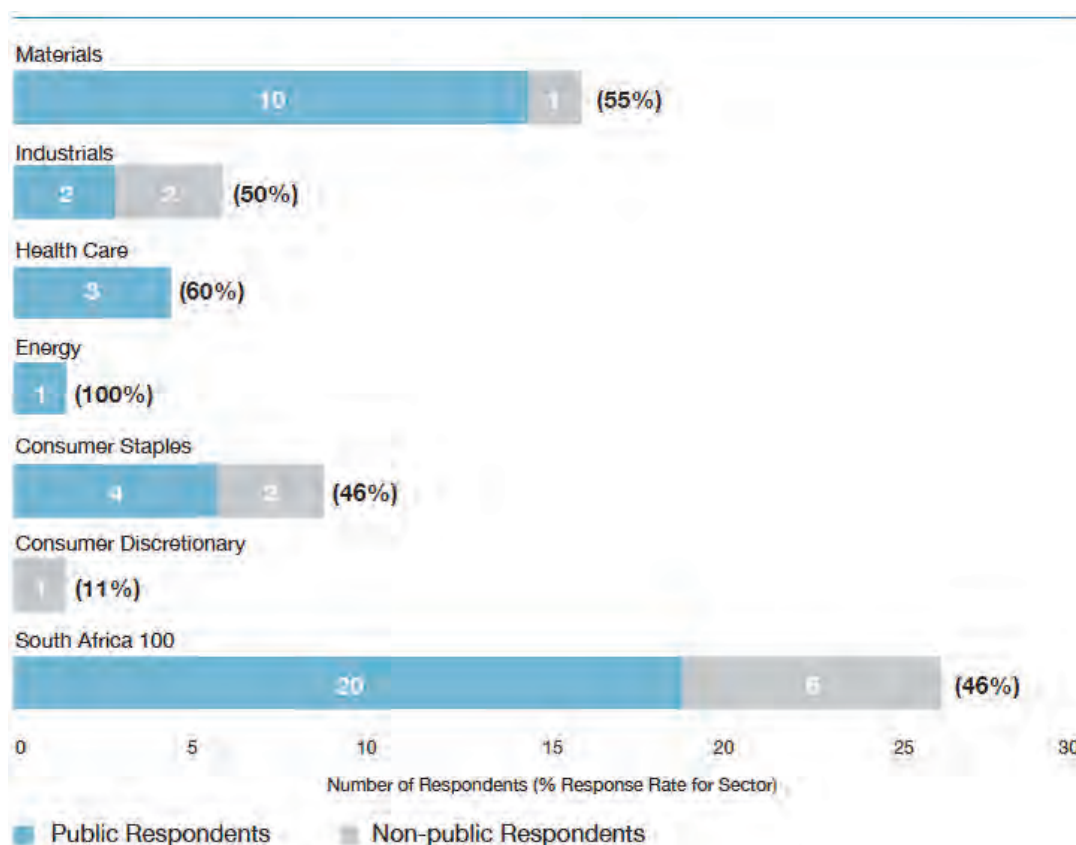 Materials
10 1 (55%)
Industrials
2 2 (50%)
Health Care
3 (60%)
Energy
1 (100%)
Consumer Staples
4 2 (46%)
Consumer Discretionary
1 (11%)
South Africa 100
20 6 (46%)
0 5 10 15 20 25 30
Number of Respondents (% Response Rate for Sector)
Public Respondents Non-public Respondents